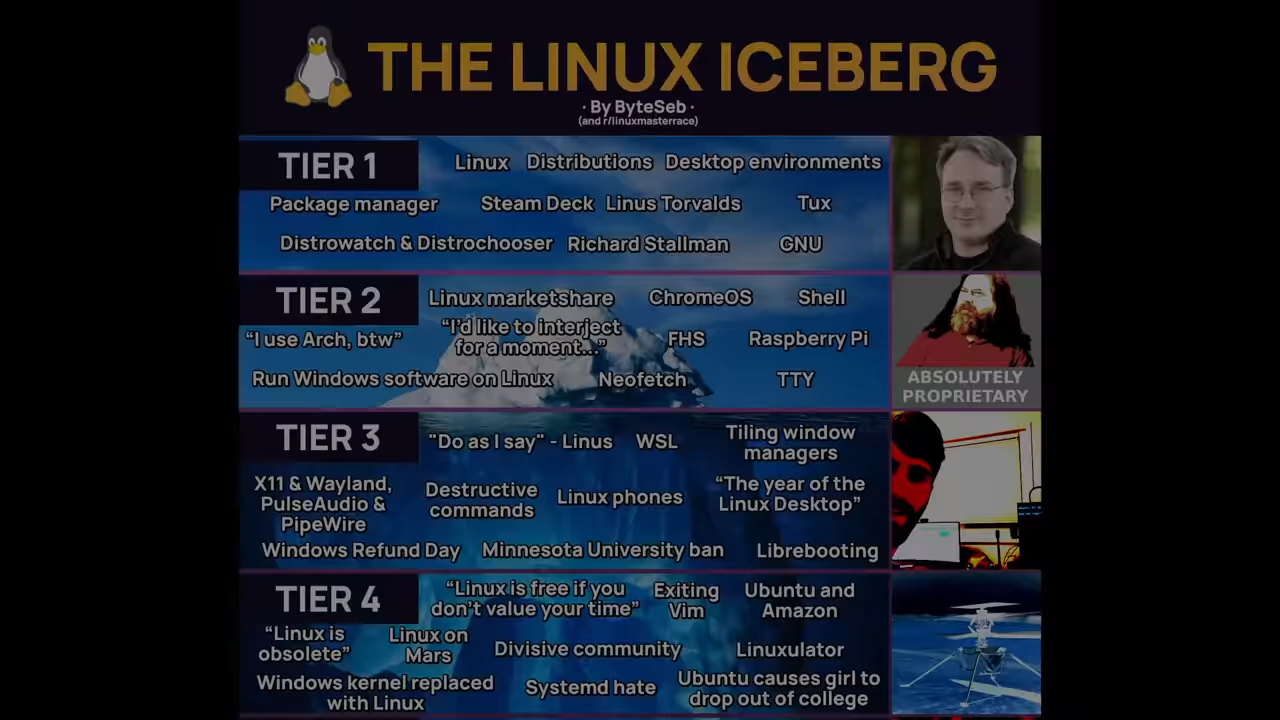 THE LINUX ICEBERG
· By ByteSeb ·
(and r/linuxmasterrace)
TIER 1
Linux
Distributions
Desktop environments
Package manager
Steam Deck
Linus Torvalds
Tux
Distrowatch & Distrochooser
Richard Stallman
GNU
TIER 2
Linux marketshare
ChromeOS
Shell
“I use Arch, btw”
“I’d like to interject
for a moment...”
FHS
Raspberry Pi
Run Windows software on Linux
Neofetch
TTY
ABSOLUTELY
PROPRIETARY
TIER 3
"Do as I say" - Linus
WSL
Tiling window
managers
X11 & Wayland,
PulseAudio &
PipeWire
Destructive
commands
Linux phones
“The year of the
Linux Desktop”
Windows Refund Day
Minnesota University ban
Librebooting
TIER 4
“Linux is free if you
don’t value your time”
Exiting
Vim
Ubuntu and
Amazon
“Linux is
obsolete”
Linux on
Mars
Divisive community
Linuxulator
Windows kernel replaced
with Linux
Systemd hate
Ubuntu causes girl to
drop out of college